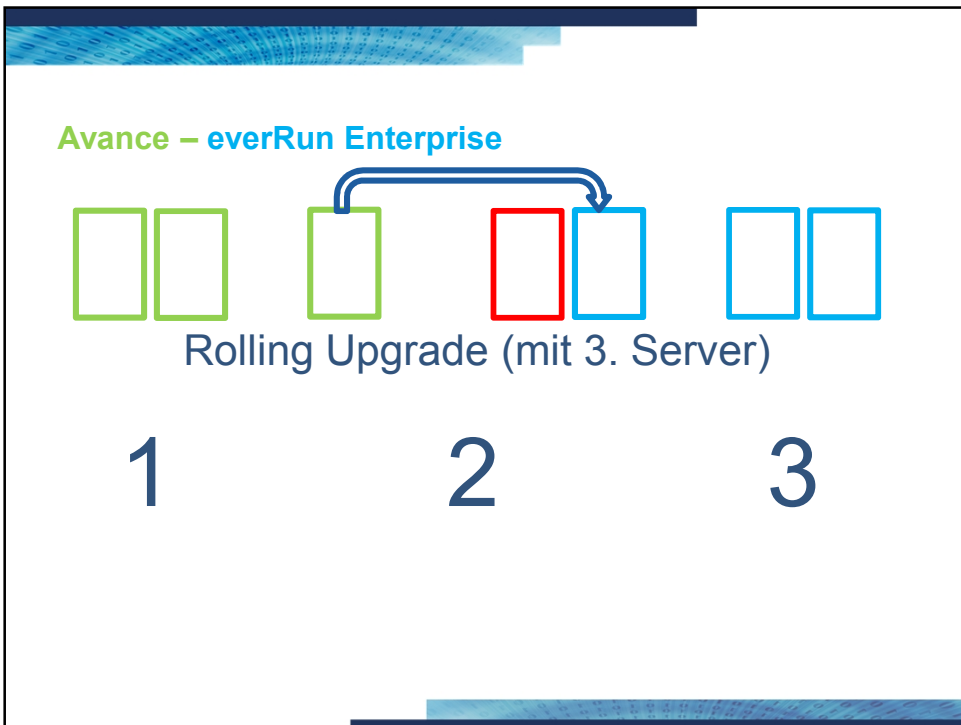 Avance – everRun Enterprise
Rolling Upgrade (mit 3. Server)
1 2 3